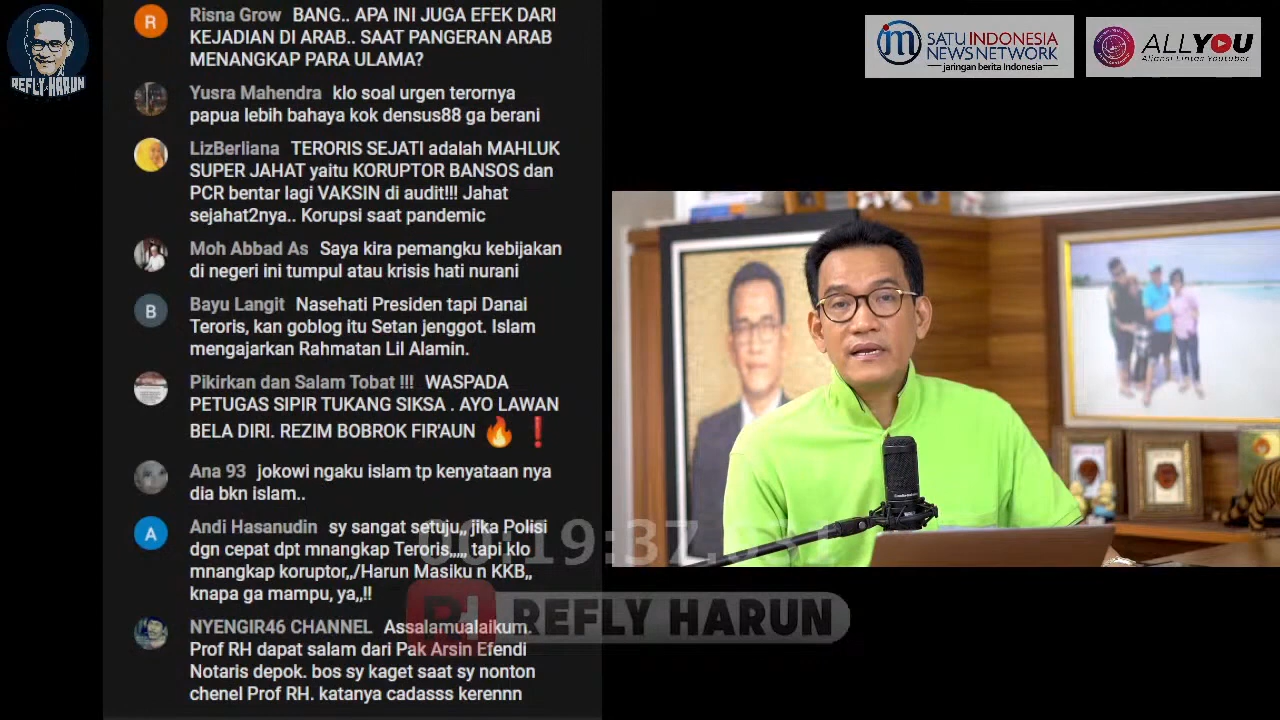 Risna Grow BANG.. APA INI JUGA EFEK DARI
KEJADIAN DI ARAB.. SAAT PANGERAN ARAB
MENANGKAP PARA ULAMA?
Yusra Mahendra klo soal urgen terornya
papua lebih bahaya kok densus88 ga berani
LizBerliana TERORIS SEJATI adalah MAHLUK
SUPER JAHAT yaitu KORUPTOR BANSOS dan
PCR bentar lagi VAKSIN di audit!!! Jahat
sejahat2nya.. Korupsi saat pandemic
Moh Abbad As Saya kira pemangku kebijakan
di negeri ini tumpul atau krisis hati nurani
Bayu Langit Nasehati Presiden tapi Danai
Teroris, kan goblog itu Setan jenggot. Islam
mengajarkan Rahmatan Lil Alamin.
Pikirkan dan Salam Tobat !!! WASPADA
PETUGAS SIPIR TUKANG SIKSA . AYO LAWAN
BELA DIRI. REZIM BOBROK FIR'AUN 🔥 ❗
Ana 93 jokowi ngaku islam tp kenyataan nya
dia bkn islam..
Andi Hasanudin sy sangat setuju,, jika Polisi
dgn cepat dpt mnangkap Teroris,,,,, tapi klo
mnangkap koruptor,,/Harun Masiku n KKB,,
knapa ga mampu, ya,,!!
NYENGIR46 CHANNEL Assalamualaikum.
Prof RH dapat salam dari Pak Arsin Efendi
Notaris depok. bos sy kaget saat sy nonton
chenel Prof RH. katanya cadasss kerennn
R
B
A
REFLY HARUN
SATU INDONESIA
NEWS NETWORK
jaringan berita Indonesia
ALLYOU
Aliansi Lintas Youtuber
REFLY HARUN